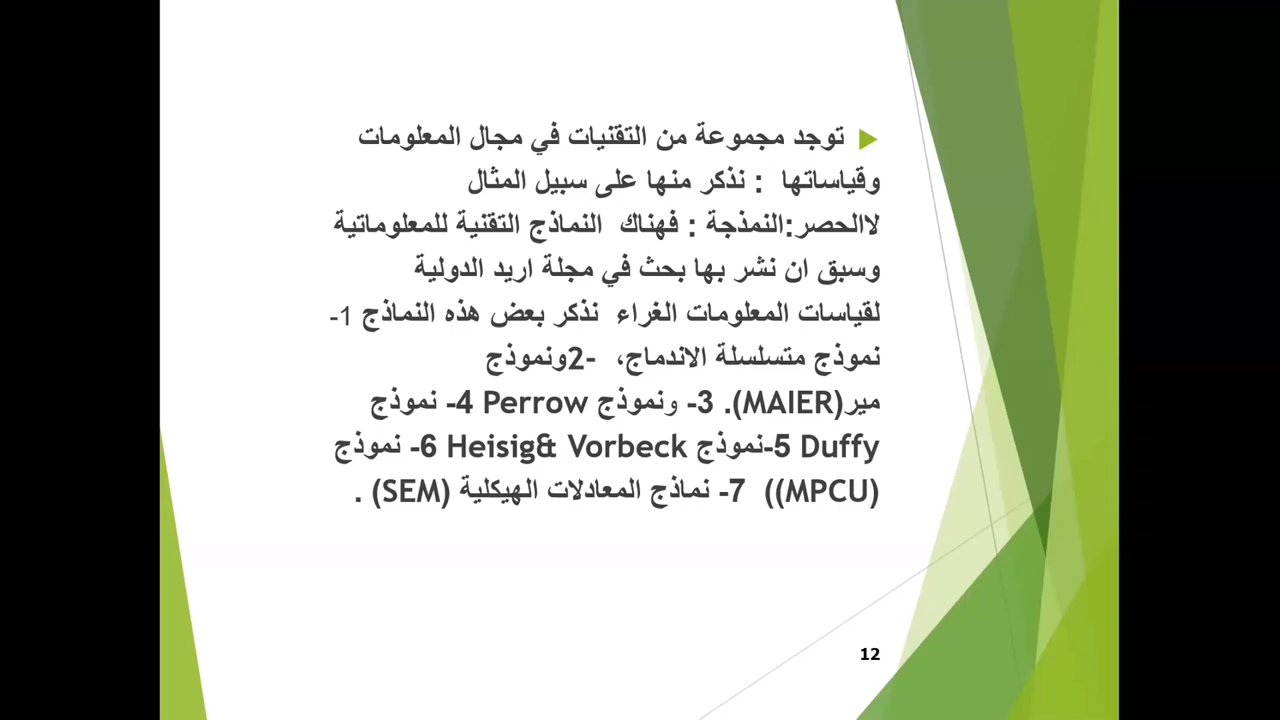 توجد مجموعة من التقنيات في مجال المعلومات
وقياساتها : نذكر منها على سبيل المثال
لاالحصر:النمذجة : فهناك النماذج التقنية للمعلوماتية
وسبق ان نشر بها بحث في مجلة اريد الدولية
لقياسات المعلومات الغراء نذكر بعض هذه النماذج 1-
نموذج متسلسلة الاندماج، -2ونموذج
مير(MAIER). 3- ونموذج Perrow 4- نموذج
Duffy 5-نموذج Heisig& Vorbeck 6- نموذج
(MPCU)) 7- نماذج المعادلات الهيكلية (SEM) .
12